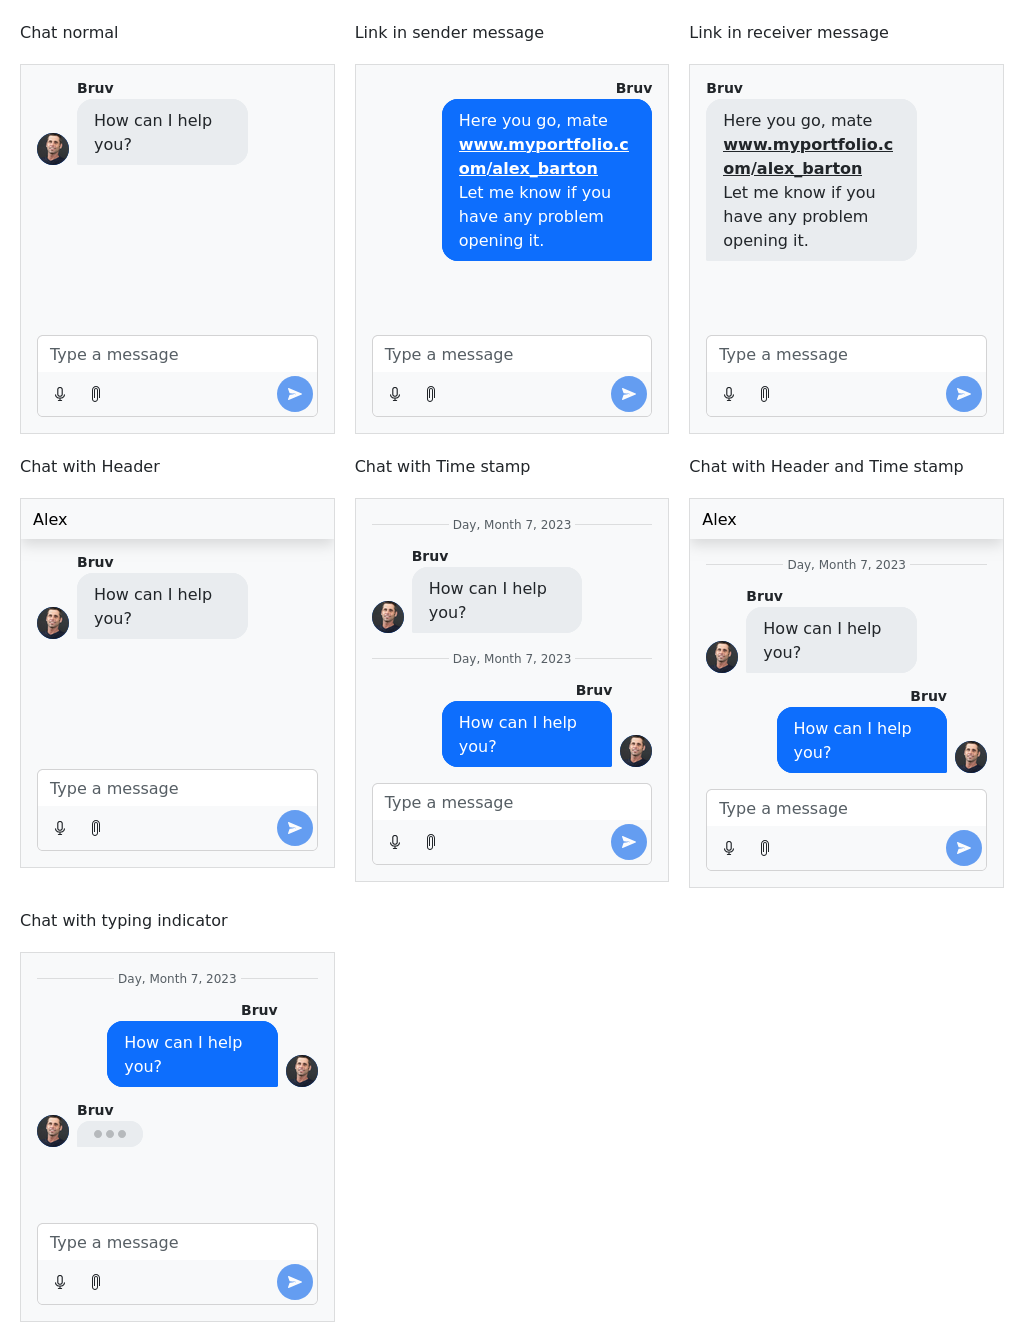 Chat normal
Bruv
How can I help
you?
Type a message
Link in sender message
Bruv
Here you go, mate
www.myportfolio.c
om/alex_barton
Let me know if you
have any problem
opening it.
Type a message
Link in receiver message
Bruv
Here you go, mate
www.myportfolio.c
om/alex_barton
Let me know if you
have any problem
opening it.
Type a message
Chat with Header
Alex
Bruv
How can I help
you?
Type a message
Chat with Time stamp
Day, Month 7, 2023
Bruv
How can I help
you?
Day, Month 7, 2023
Bruv
How can I help
you?
Type a message
Chat with Header and Time stamp
Alex
Day, Month 7, 2023
Bruv
How can I help
you?
Bruv
How can I help
you?
Type a message
Chat with typing indicator
Day, Month 7, 2023
Bruv
How can I help
you?
Bruv
Type a message